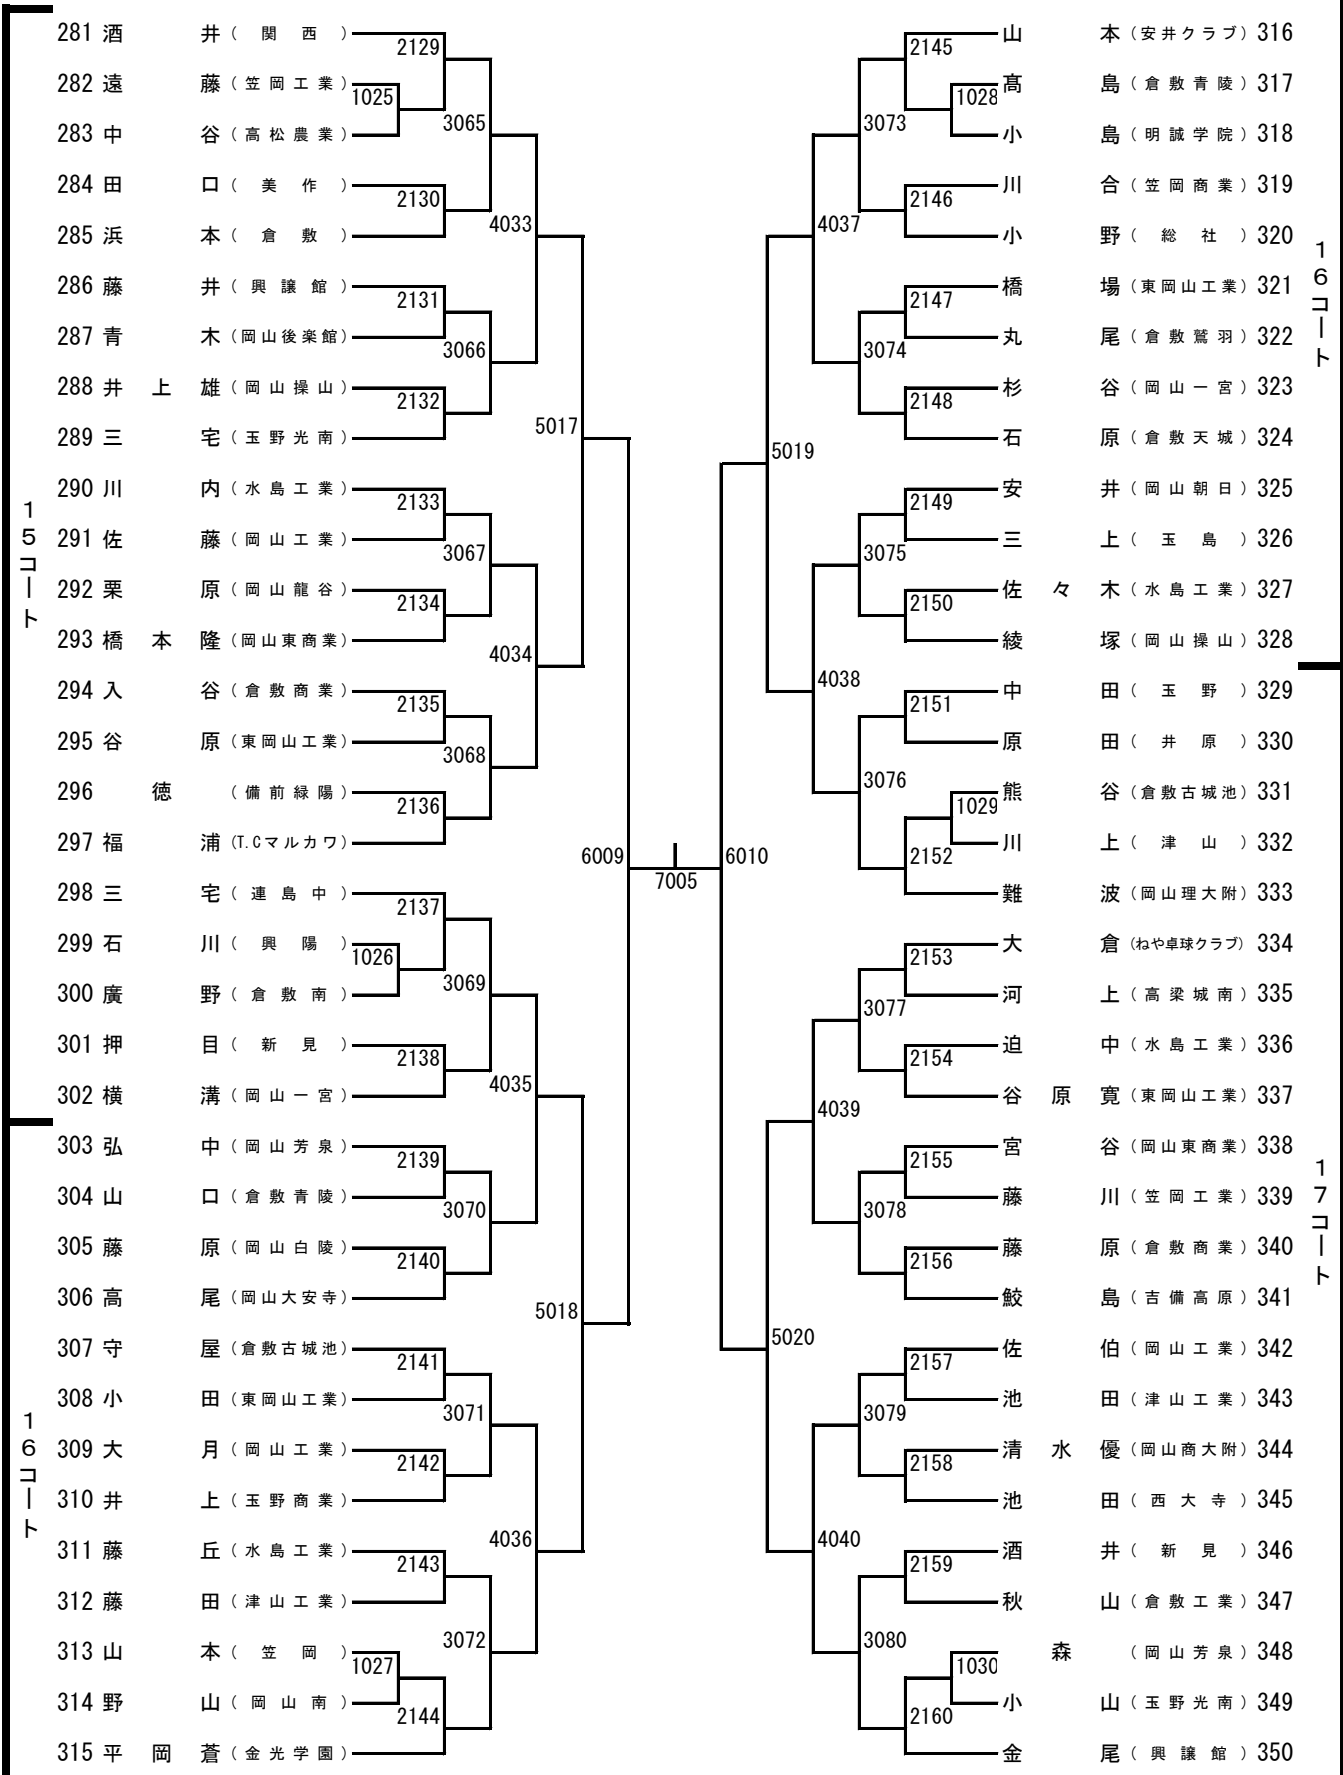 281 酒井 (関西)
282 遠藤 (笠岡工業)
283 中谷 (高松農業)
284 田口 (美作)
285 浜本 (倉敷)
286 藤井 (興譲館)
287 青木 (岡山後楽館)
288 井上雄 (岡山操山)
289 三宅 (玉野光南)
290 川内 (水島工業)
291 佐藤 (岡山工業)
292 栗原 (岡山龍谷)
293 橋本隆 (岡山東商業)
294 入谷 (倉敷商業)
295 谷原 (東岡山工業)
296 徳 (備前緑陽)
297 福浦 (T.Cマルカワ)
298 三宅 (連島中)
299 石川 (興陽)
300 廣野 (倉敷南)
301 押目 (新見)
302 横溝 (岡山一宮)
303 弘中 (岡山芳泉)
304 山口 (倉敷青陵)
305 藤原 (岡山白陵)
306 高尾 (岡山大安寺)
307 守屋 (倉敷古城池)
308 小田 (東岡山工業)
309 大月 (岡山工業)
310 井上 (玉野商業)
311 藤丘 (水島工業)
312 藤田 (津山工業)
313 山本 (笠岡)
314 野山 (岡山南)
315 平岡蒼 (金光学園)
15コート
16コート
1025
1026
1027
2129
2130
2131
2132
2133
2134
2135
2136
2137
2138
2139
2140
2141
2142
2143
2144
3065
3066
3067
3068
3069
3070
3071
3072
4033
4034
4035
4036
5017
5018
6009
7005
6010
5019
5020
4037
4038
4039
4040
3073
3074
3075
3076
3077
3078
3079
3080
2145
2146
2147
2148
2149
2150
2151
2152
2153
2154
2155
2156
2157
2158
2159
2160
1028
1029
1030
山本 (安井クラブ) 316
髙島 (倉敷青陵) 317
小島 (明誠学院) 318
川合 (笠岡商業) 319
小野 (総社) 320
橋場 (東岡山工業) 321
丸尾 (倉敷鷲羽) 322
杉谷 (岡山一宮) 323
石原 (倉敷天城) 324
安井 (岡山朝日) 325
三上 (玉島) 326
佐々木 (水島工業) 327
綾塚 (岡山操山) 328
中田 (玉野) 329
原田 (井原) 330
熊谷 (倉敷古城池) 331
川上 (津山) 332
難波 (岡山理大附) 333
大倉 (ねや卓球クラブ) 334
河上 (高梁城南) 335
迫中 (水島工業) 336
谷原寛 (東岡山工業) 337
宮谷 (岡山東商業) 338
藤川 (笠岡工業) 339
藤原 (倉敷商業) 340
鮫島 (吉備高原) 341
佐伯 (岡山工業) 342
池田 (津山工業) 343
清水優 (岡山商大附) 344
池田 (西大寺) 345
酒井 (新見) 346
秋山 (倉敷工業) 347
森 (岡山芳泉) 348
小山 (玉野光南) 349
金尾 (興譲館) 350
16コート
17コート